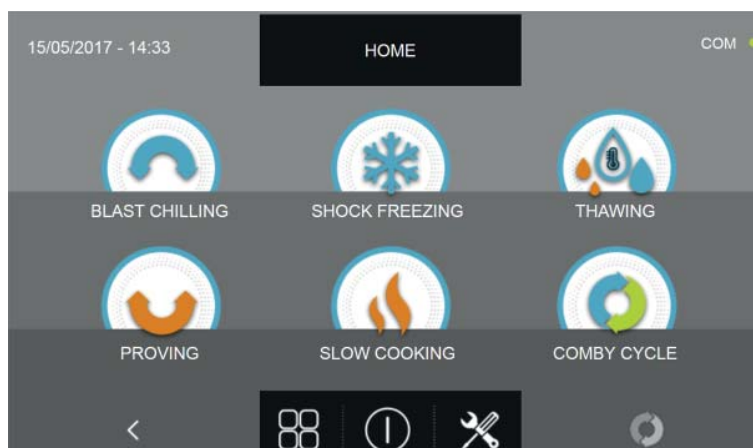 15/05/2017 - 14:33 HOME COM
BLAST CHILLING SHOCK FREEZING THAWING
PROVING SLOW COOKING COMBY CYCLE